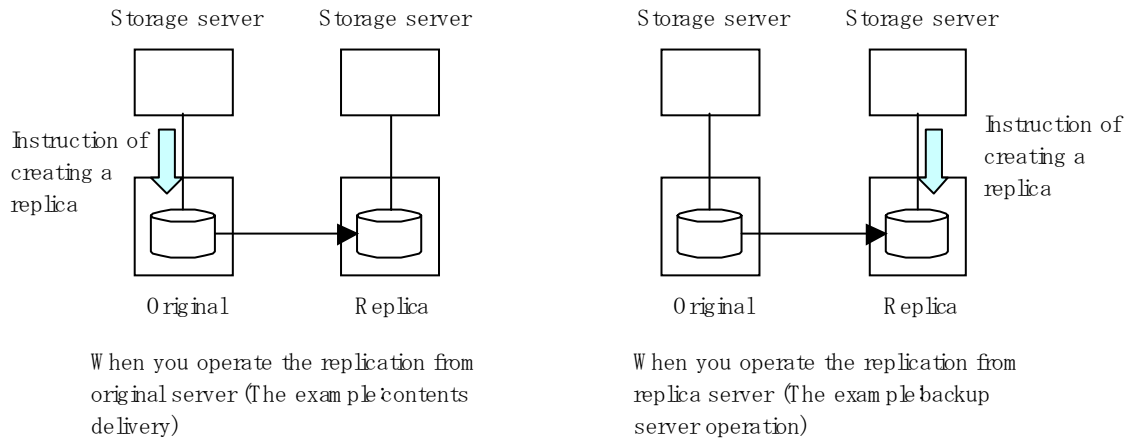 Storage server
Storage server
Instruction of
creating a
replica
Original
Replica
When you operate the replication from
original server (The example:contents
delivery)
Storage server
Storage server
Instruction of
creating a
replica
Original
Replica
When you operate the replication from
replica server (The example:backup
server operation)